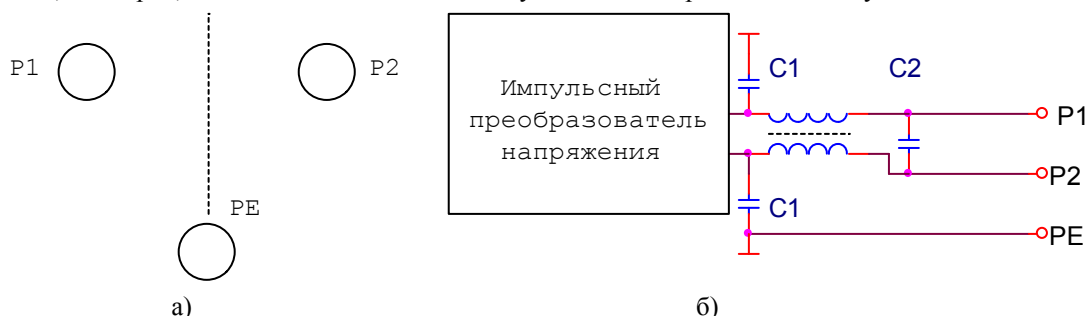 P1
P2
PE
а)
Импульсный
преобразователь
напряжения
C1
C2
C1
P1
P2
PE
б)